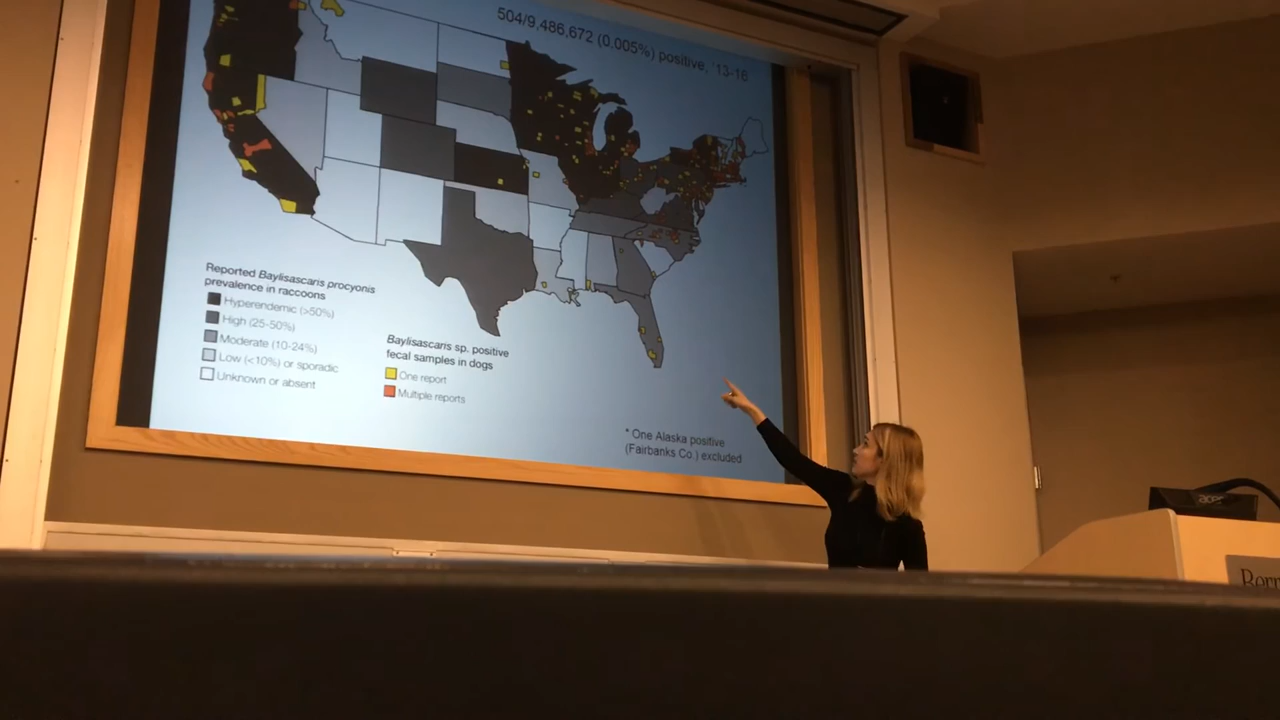 504/9,486,672 (0.005%) positive, '13-16
Reported Baylisascaris procyonis
prevalence in raccoons
Hyperendemic (>50%)
High (25-50%)
Moderate (10-24%)
Low (<10%) or sporadic
Unknown or absent
Baylisascaris sp. positive
fecal samples in dogs
One report
Multiple reports
* One Alaska positive
(Fairbanks Co.) excluded
acer